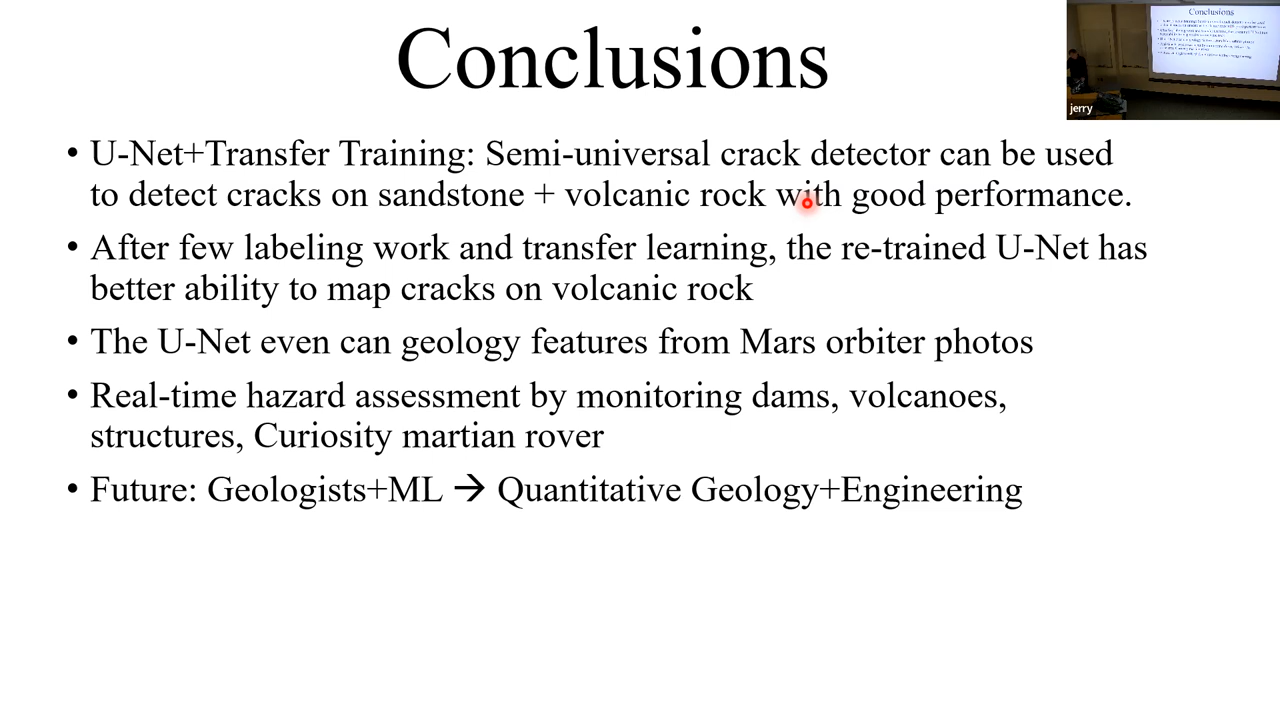 Conclusions
• U-Net+Transfer Training: Semi-universal crack detector can be used
to detect cracks on sandstone + volcanic rock with good performance.
• After few labeling work and transfer learning, the re-trained U-Net has
better ability to map cracks on volcanic rock
• The U-Net even can geology features from Mars orbiter photos
• Real-time hazard assessment by monitoring dams, volcanoes,
structures, Curiosity martian rover
• Future: Geologists+ML → Quantitative Geology+Engineering
Conclusions
jerry